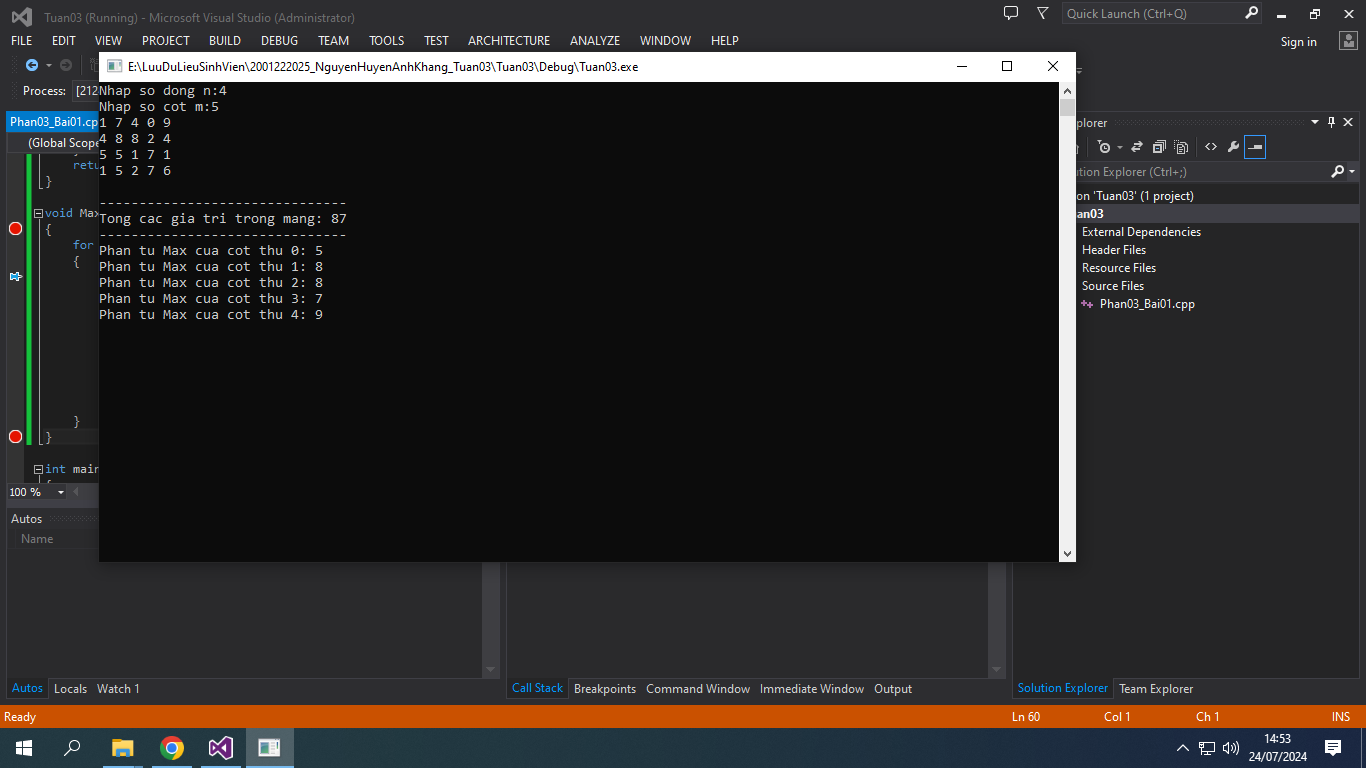 Tuan03 (Running) - Microsoft Visual Studio (Administrator)
Quick Launch (Ctrl+Q)
FILE EDIT VIEW PROJECT BUILD DEBUG TEAM TOOLS TEST ARCHITECTURE ANALYZE WINDOW HELP
Sign in
E:\LuuDuLieuSinhVien\2001222025_NguyenHuyenAnhKhang_Tuan03\Tuan03\Debug\Tuan03.exe
Process: [212
Nhap so dong n:4
Nhap so cot m:5
1 7 4 0 9
4 8 8 2 4
5 5 1 7 1
1 5 2 7 6
-------------------------------
Tong cac gia tri trong mang: 87
-------------------------------
Phan tu Max cua cot thu 0: 5
Phan tu Max cua cot thu 1: 8
Phan tu Max cua cot thu 2: 8
Phan tu Max cua cot thu 3: 7
Phan tu Max cua cot thu 4: 9
Phan03_Bai01.cp
(Global Scope
retu
}
void Max
{
for
{
}
}
int main
100 %
plorer
ution Explorer (Ctrl+;)
on 'Tuan03' (1 project)
an03
External Dependencies
Header Files
Resource Files
Source Files
Phan03_Bai01.cpp
Autos
Name
Autos Locals Watch 1
Call Stack Breakpoints Command Window Immediate Window Output
Solution Explorer Team Explorer
Ready
Ln 60 Col 1 Ch 1 INS
14:53
24/07/2024